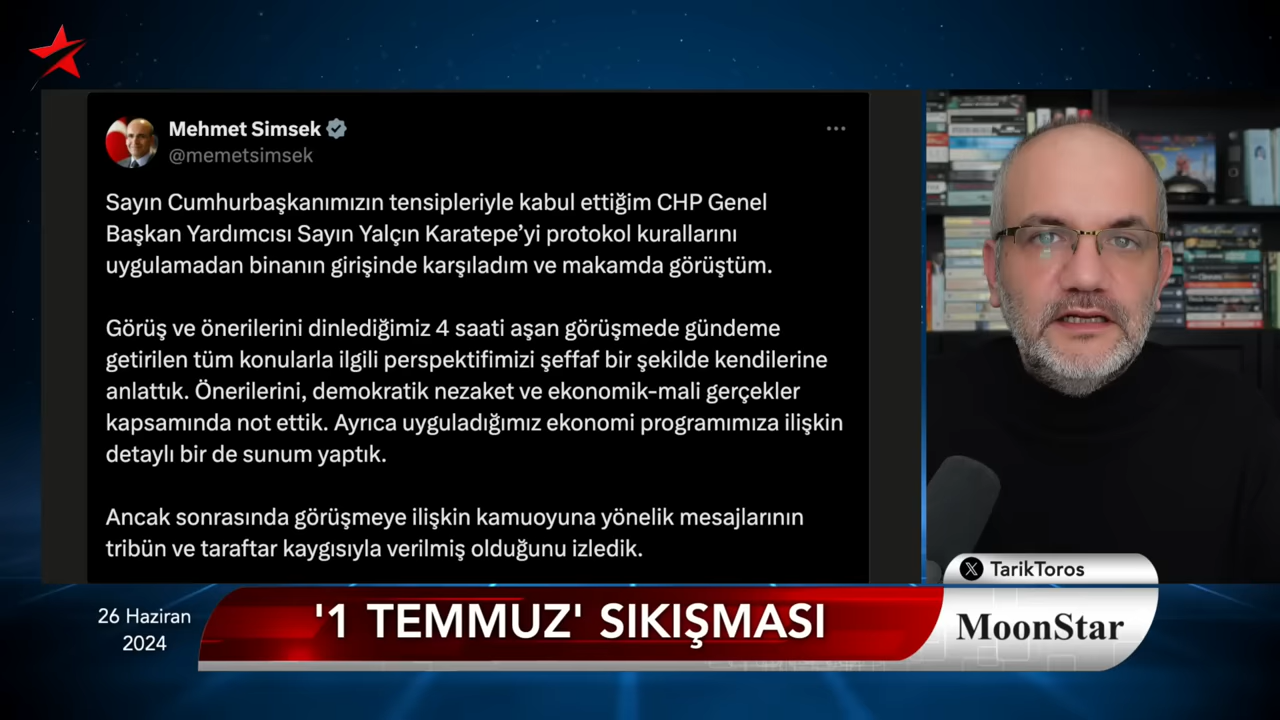 Mehmet Simsek
@memetsimsek
Sayın Cumhurbaşkanımızın tensipleriyle kabul ettiğim CHP Genel
Başkan Yardımcısı Sayın Yalçın Karatepe’yi protokol kurallarını
uygulamadan binanın girişinde karşıladım ve makamda görüştüm.
Görüş ve önerilerini dinlediğimiz 4 saati aşan görüşmede gündeme
getirilen tüm konularla ilgili perspektifimizi şeffaf bir şekilde kendilerine
anlattık. Önerilerini, demokratik nezaket ve ekonomik-mali gerçekler
kapsamında not ettik. Ayrıca uyguladığımız ekonomi programımıza ilişkin
detaylı bir de sunum yaptık.
Ancak sonrasında görüşmeye ilişkin kamuoyuna yönelik mesajlarının
tribün ve taraftar kaygısıyla verilmiş olduğunu izledik.
X TarikToros
26 Haziran
2024
'1 TEMMUZ' SIKIŞMASI
MoonStar